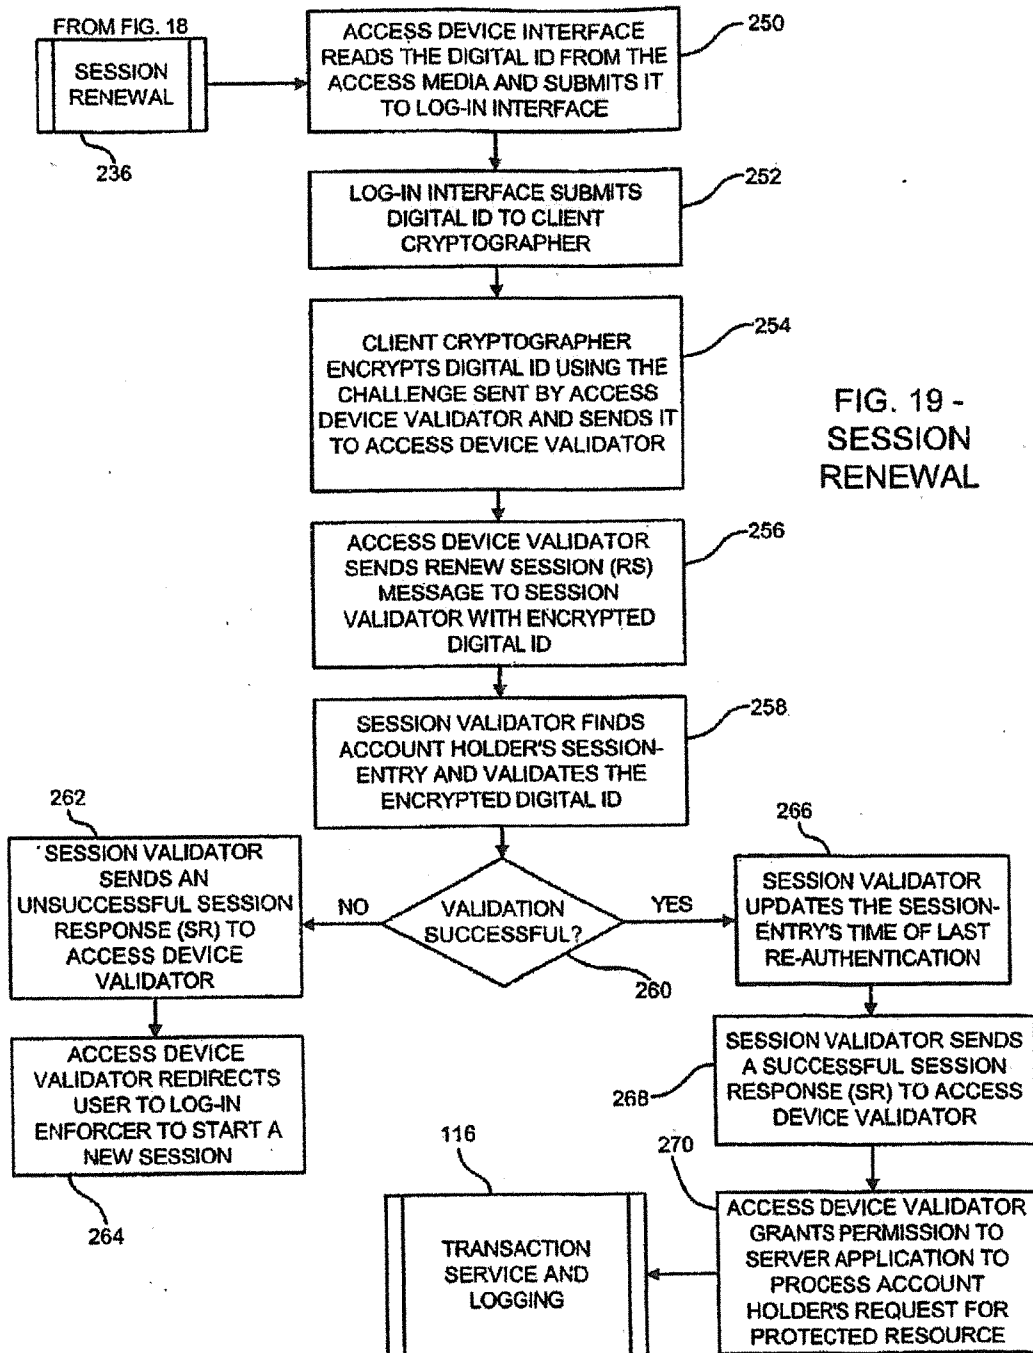 FROM FIG. 18
SESSION
RENEWAL
236
ACCESS DEVICE INTERFACE
READS THE DIGITAL ID FROM THE
ACCESS MEDIA AND SUBMITS IT
TO LOG-IN INTERFACE
250
LOG-IN INTERFACE SUBMITS
DIGITAL ID TO CLIENT
CRYPTOGRAPHER
252
CLIENT CRYPTOGRAPHER
ENCRYPTS DIGITAL ID USING THE
CHALLENGE SENT BY ACCESS
DEVICE VALIDATOR AND SENDS IT
TO ACCESS DEVICE VALIDATOR
254
FIG. 19 -
SESSION
RENEWAL
ACCESS DEVICE VALIDATOR
SENDS RENEW SESSION (RS)
MESSAGE TO SESSION
VALIDATOR WITH ENCRYPTED
DIGITAL ID
256
SESSION VALIDATOR FINDS
ACCOUNT HOLDER'S SESSION-
ENTRY AND VALIDATES THE
ENCRYPTED DIGITAL ID
258
VALIDATION
SUCCESSFUL?
260
NO
YES
262
SESSION VALIDATOR
SENDS AN
UNSUCCESSFUL SESSION
RESPONSE (SR) TO
ACCESS DEVICE
VALIDATOR
ACCESS DEVICE
VALIDATOR REDIRECTS
USER TO LOG-IN
ENFORCER TO START A
NEW SESSION
264
266
SESSION VALIDATOR
UPDATES THE SESSION-
ENTRY'S TIME OF LAST
RE-AUTHENTICATION
SESSION VALIDATOR SENDS
A SUCCESSFUL SESSION
RESPONSE (SR) TO ACCESS
DEVICE VALIDATOR
268
270
ACCESS DEVICE VALIDATOR
GRANTS PERMISSION TO
SERVER APPLICATION TO
PROCESS ACCOUNT
HOLDER'S REQUEST FOR
PROTECTED RESOURCE
116
TRANSACTION
SERVICE AND
LOGGING